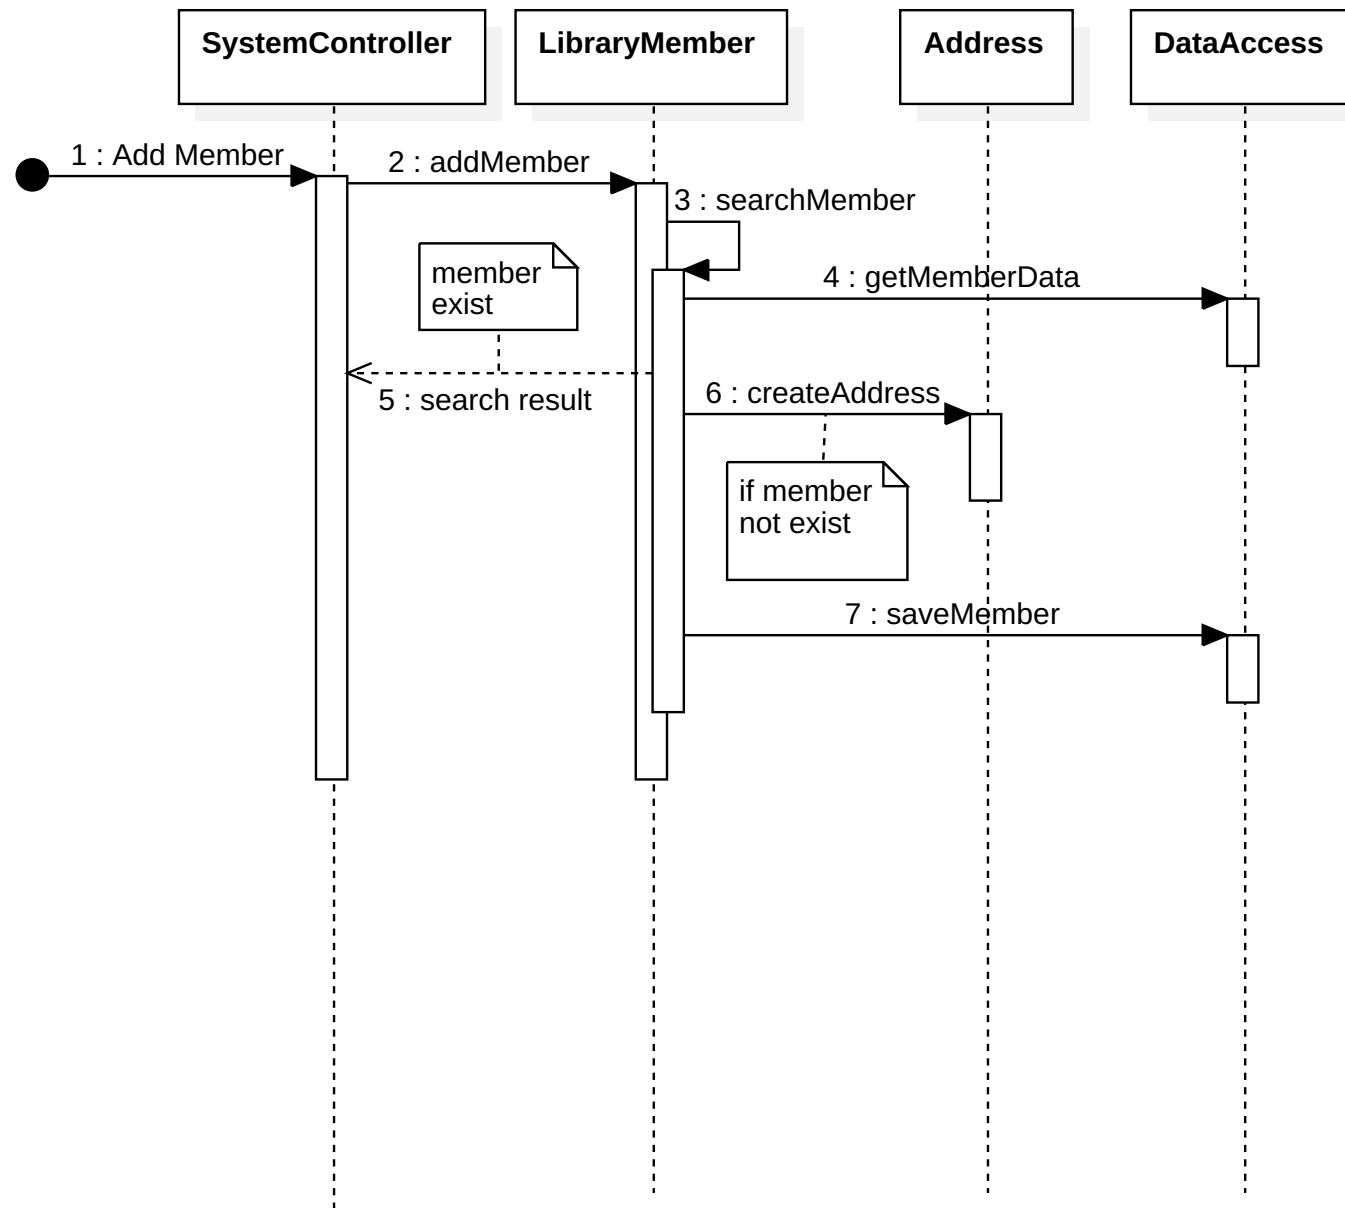 SystemController
LibraryMember
Address
DataAccess
1 : Add Member
2 : addMember
3 : searchMember
member
exist
4 : getMemberData
5 : search result
6 : createAddress
if member
not exist
7 : saveMember